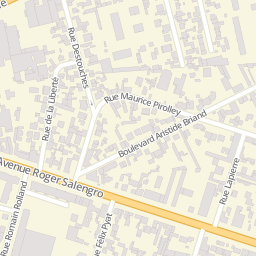 Rue Destouches
Rue de la Liberté
Rue Maurice Pirolley
Boulevard Aristide Briand
Avenue Roger Salengro
Rue Lapierre
Rue Romain Rolland
Rue Félix Pyat